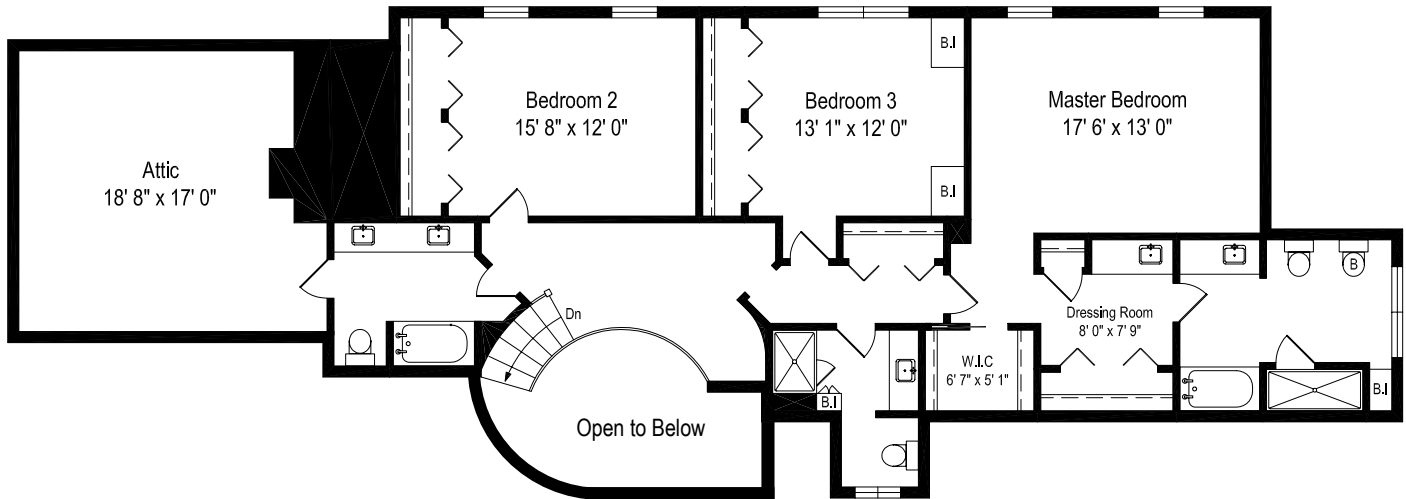 Bedroom 2
15' 8" x 12' 0"
Bedroom 3
13' 1" x 12' 0"
B.I
B.I
Master Bedroom
17' 6' x 13' 0"
Attic
18' 8" x 17' 0"
Dn
Open to Below
B.I
W.I.C
6' 7" x 5' 1"
Dressing Room
8' 0" x 7' 9"
B
B.I